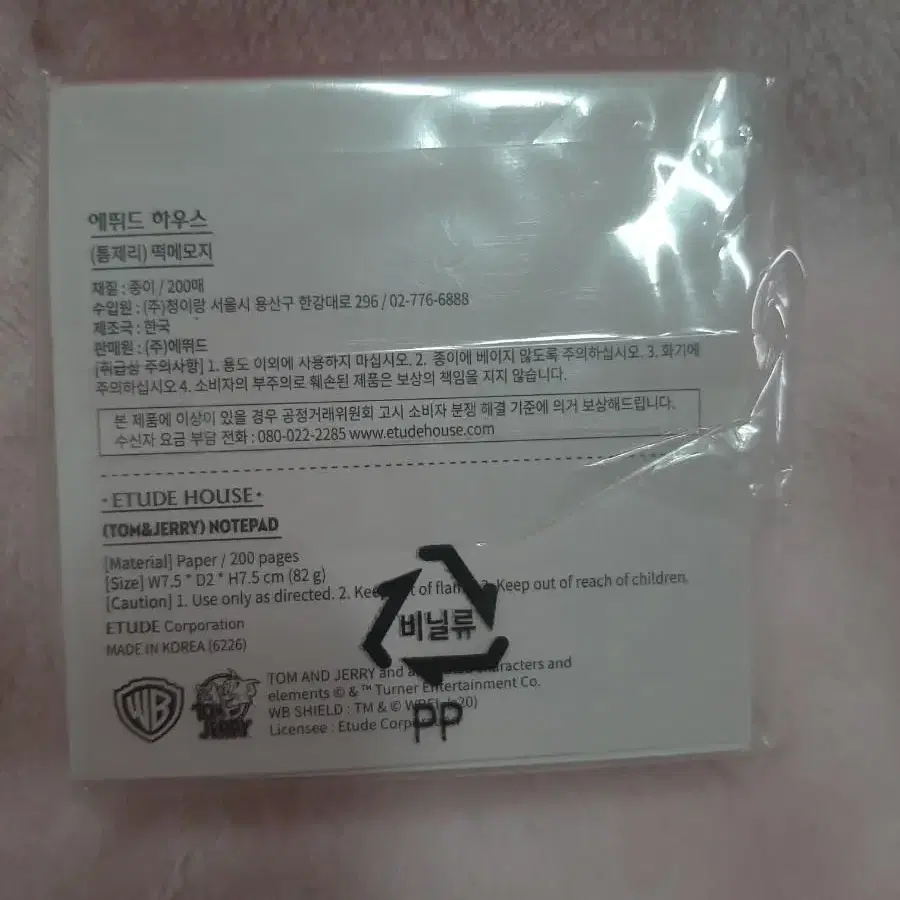 에뛰드 하우스
(톰제리) 떡메모지
재질 : 종이 / 200매
수입원 : (주)청이랑 서울시 용산구 한강대로 296 / 02-776-6888
제조국 : 한국
판매원 : (주)에뛰드
[취급상 주의사항] 1. 용도 이외에 사용하지 마십시오. 2. 종이에 베이지 않도록 주의하십시오. 3. 화기에
주의하십시오 4. 소비자의 부주의로 훼손된 제품은 보상의 책임을 지지 않습니다.
본 제품에 이상이 있을 경우 공정거래위원회 고시 소비자 분쟁 해결 기준에 의거 보상해드립니다.
수신자 요금 부담 전화 : 080-022-2285 www.etudehouse.com
·ETUDE HOUSE·
(TOM&JERRY) NOTEPAD
[Material] Paper / 200 pages
[Size] W7.5 * D2 * H7.5 cm (82 g)
[Caution] 1. Use only as directed. 2. of Keep out of reach of children.
ETUDE Corporation
MADE IN KOREA (6226)
비닐류
PP
WB
TOM JERRY
TOM AND JERRY and characters and
elements © & ™ Turner Entertainment Co.
WB SHIELD : TM & © 
Licensee : Etude